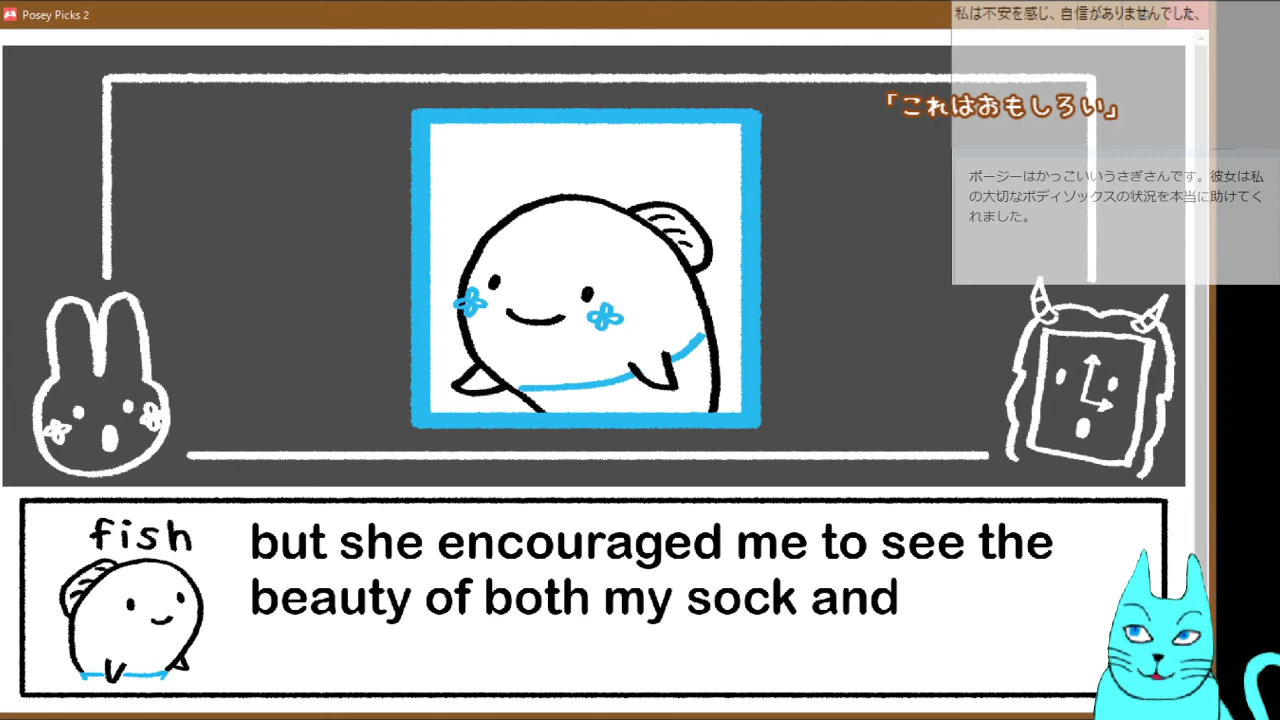 Posey Picks 2
私は不安を感じ、自信がありませんでした、
「これはおもしろい」
ポージーはかっこいいうさぎさんです。彼女は私
の大切なボディソックスの状況を本当に助けてく
れました。
fish
but she encouraged me to see the
beauty of both my sock and